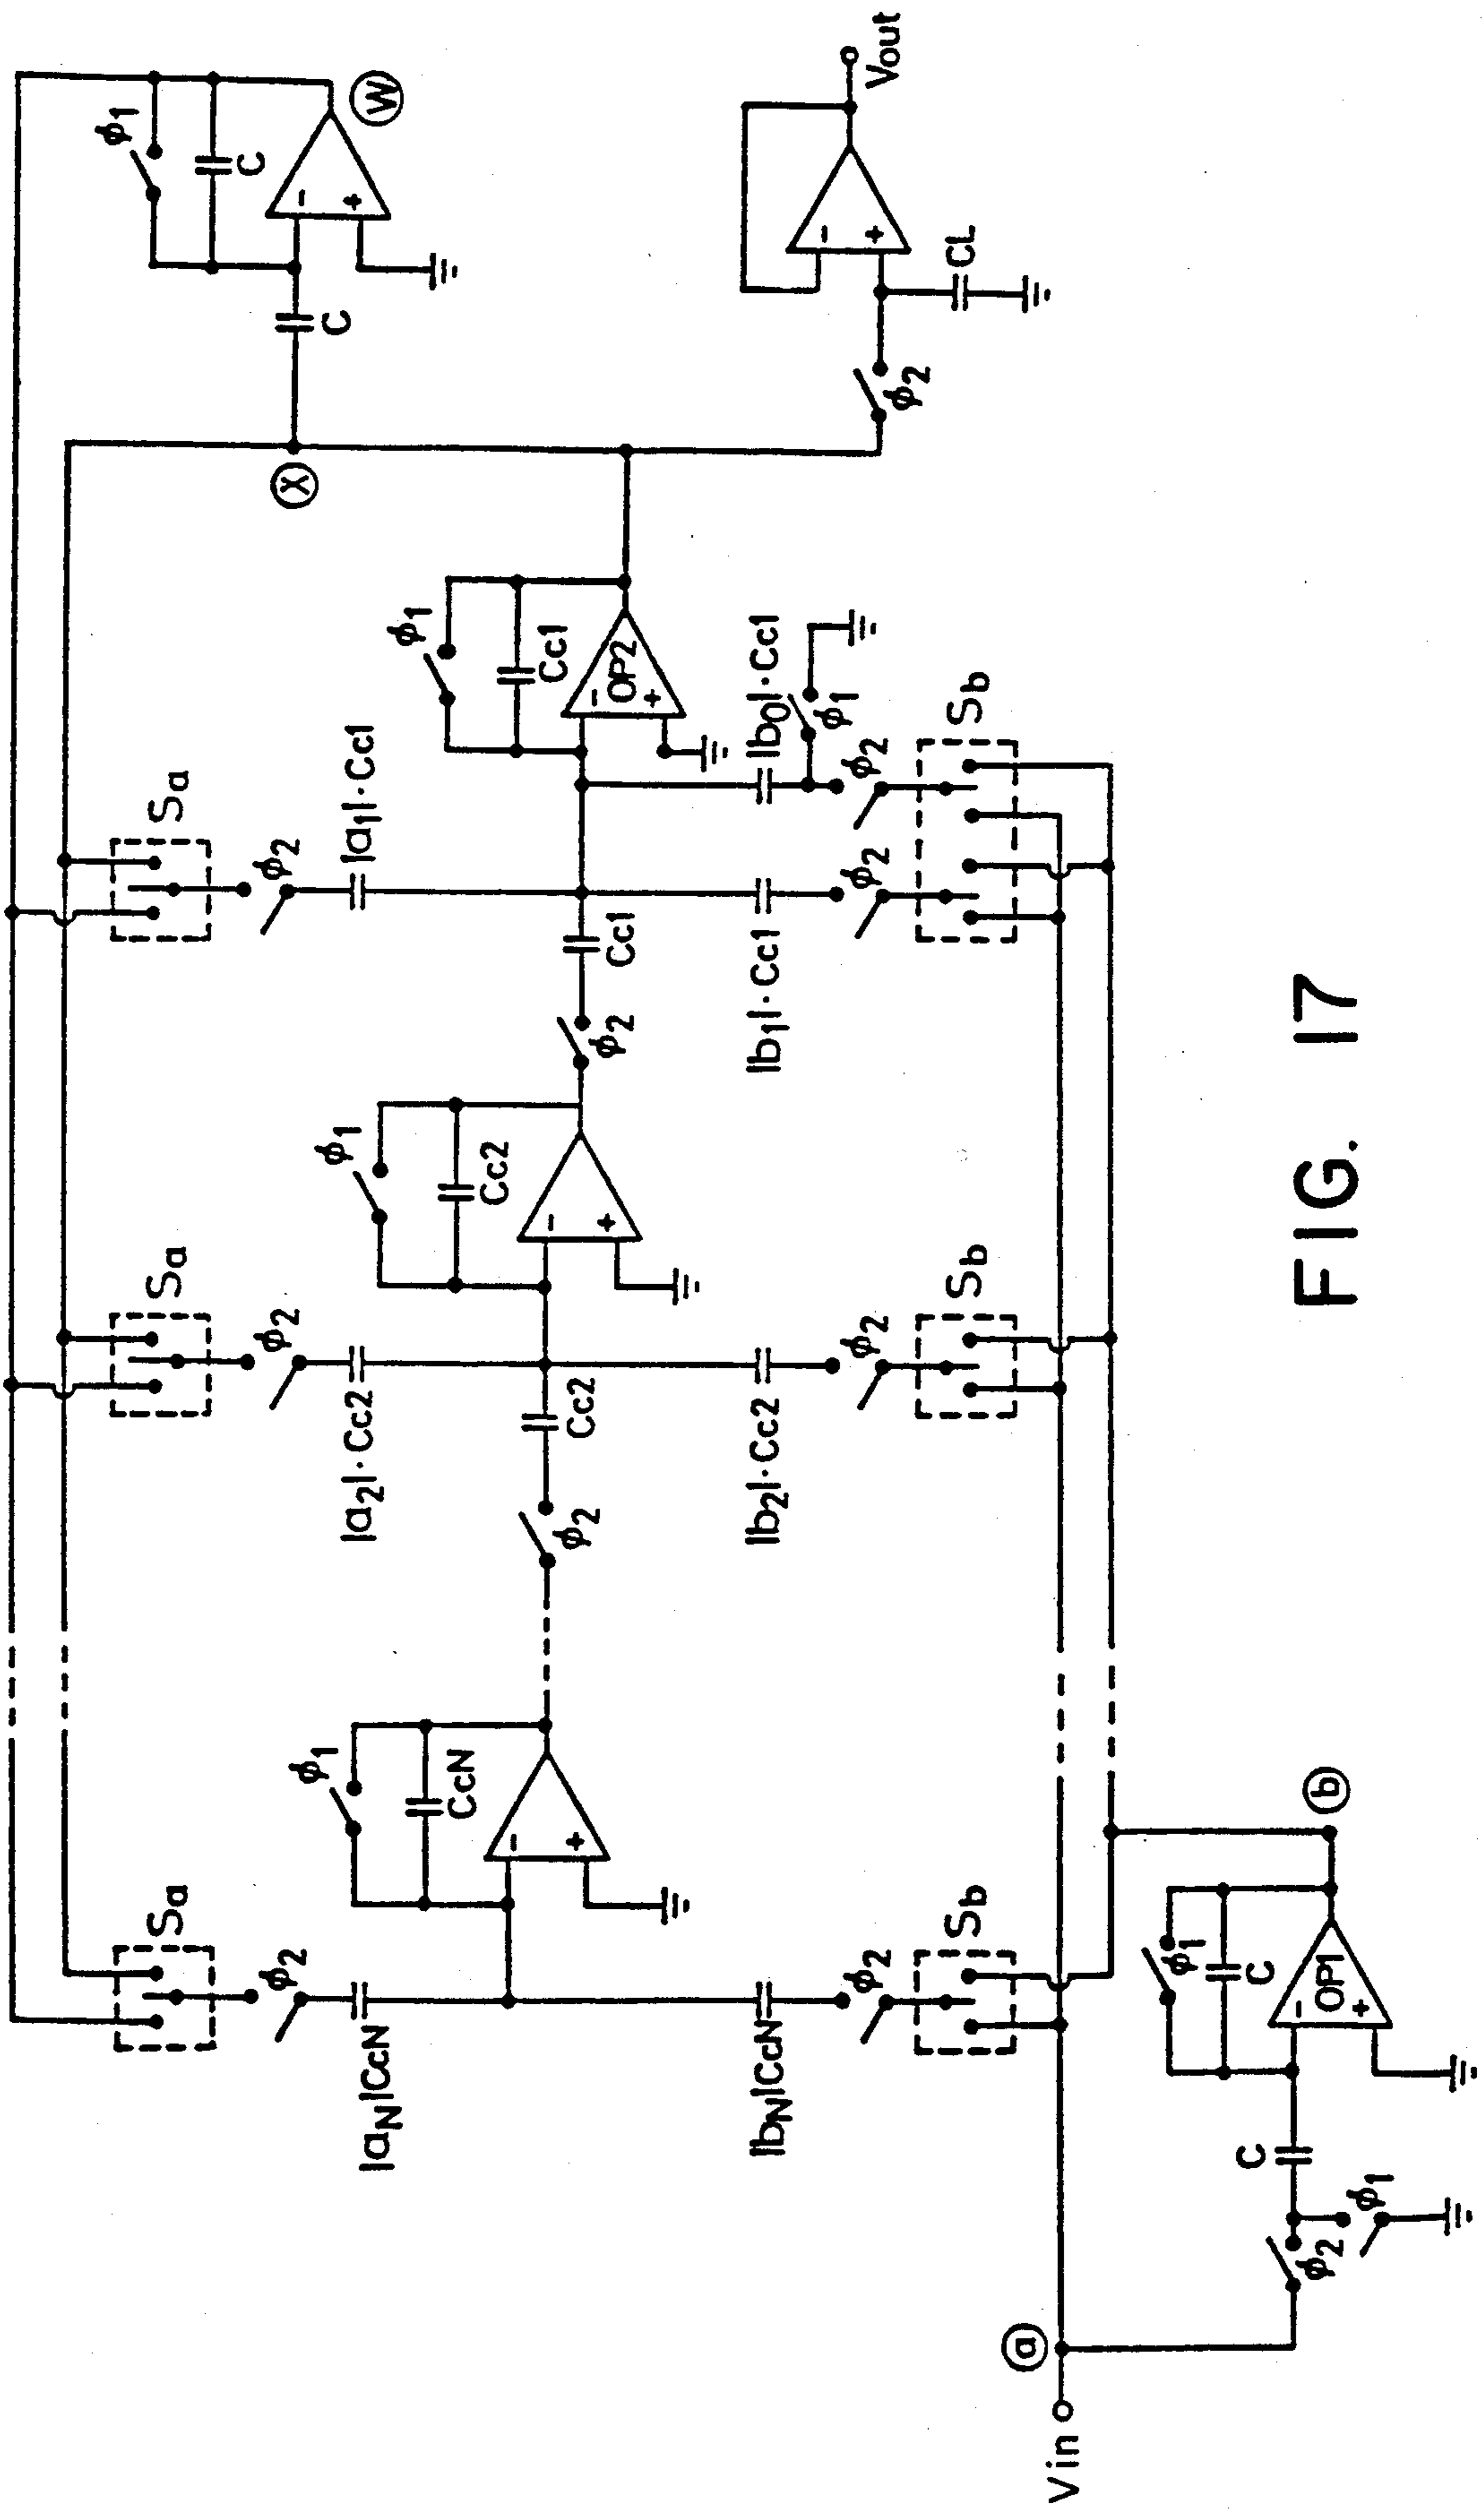 ϕ1
C
C
W
X
Sa
Sa
Sa
ϕ2
ϕ2
ϕ2
|aN|CcN
|a2|·Cc2
|a1|·Cc1
ϕ1
CcN
-
+
ϕ2
Cc2
ϕ1
Cc2
-
+
ϕ2
Cc1
ϕ1
Cc1
-
OP2
+
-
+
|bN|CcN
|b2|·Cc2
|b1|·Cc1
|b0|·Cc1
ϕ1
ϕ2
ϕ2
ϕ2
ϕ2
Sb
Sb
Sb
ϕ2
CL
-
+
Vout
Vin
a
ϕ2
ϕ1
C
ϕ1
C
-
OP1
+
b
FIG. 17